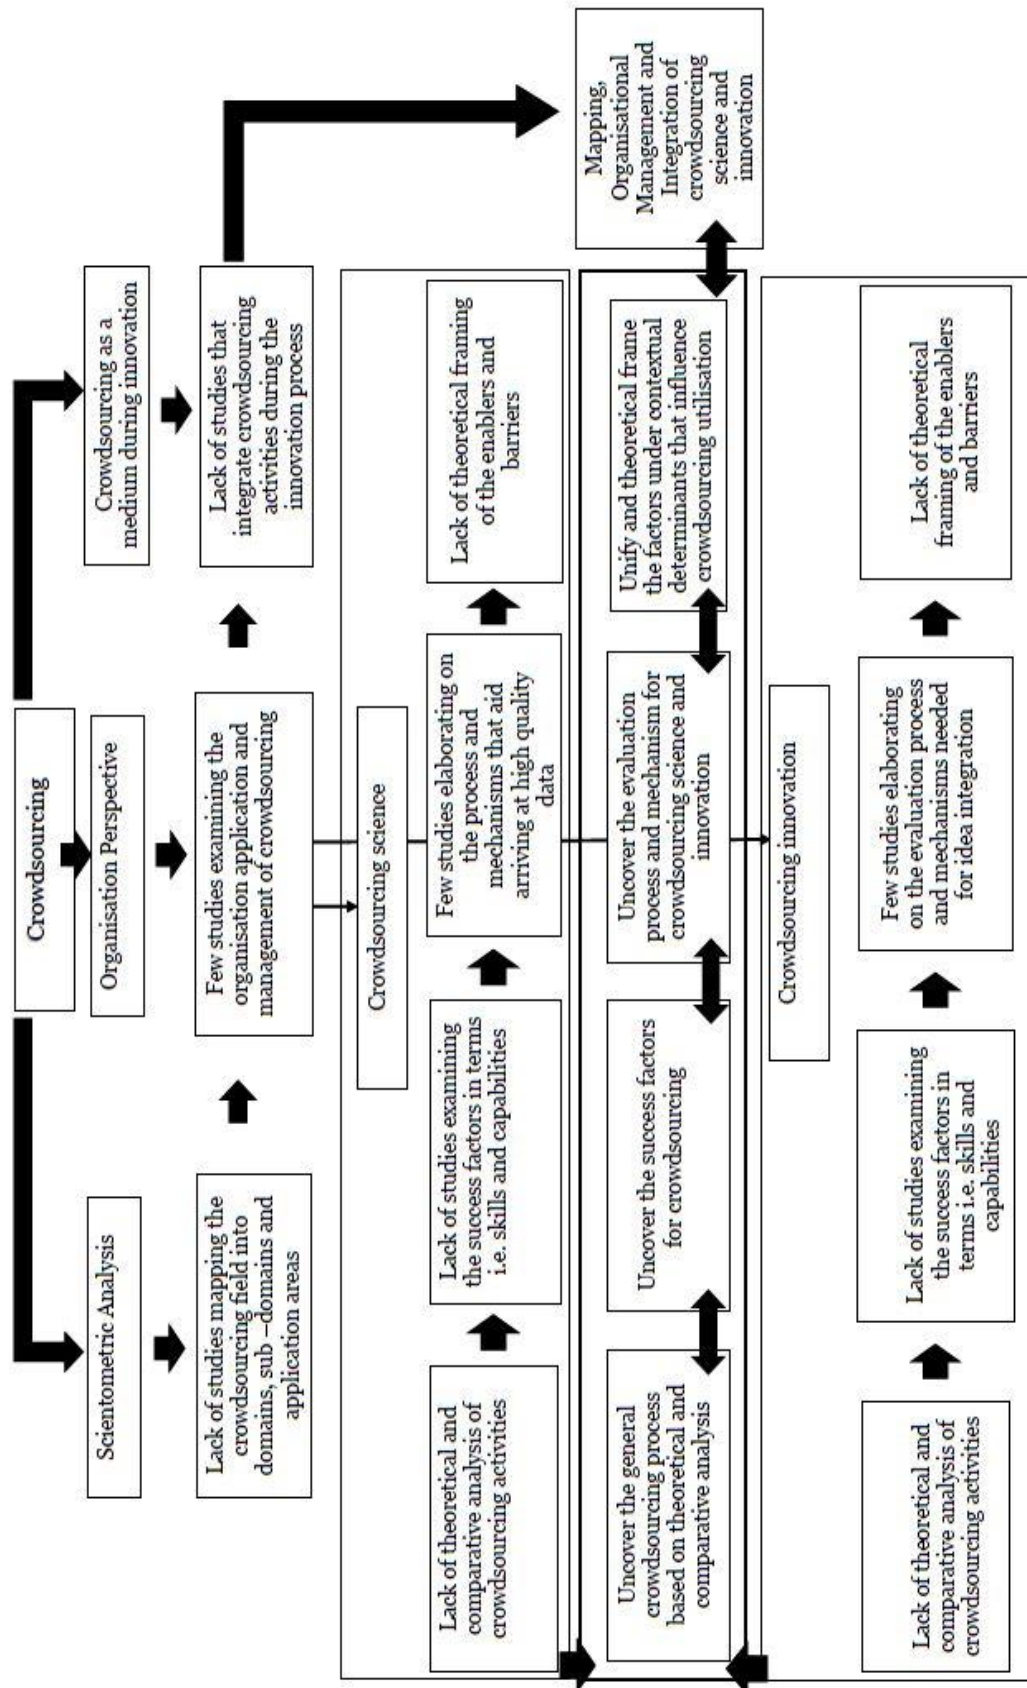 Crowdsourcing
Scientometric Analysis
Organisation Perspective
Crowdsourcing as a
medium during innovation
Lack of studies mapping the
crowdsourcing field into
domains, sub –domains and
application areas
Few studies examining the
organisation application and
management of crowdsourcing
Lack of studies that
integrate crowdsourcing
activities during the
innovation process
Crowdsourcing science
Lack of theoretical and
comparative analysis of
crowdsourcing activities
Lack of studies examining
the success factors in terms
i.e. skills and capabilities
Few studies elaborating on
the process and
mechanisms that aid
arriving at high quality
data
Lack of theoretical framing
of the enablers and
barriers
Uncover the general
crowdsourcing process
based on theoretical and
comparative analysis
Uncover the success factors
for crowdsourcing
Uncover the evaluation
process and mechanism for
crowdsourcing science and
innovation
Unify and theoretical frame
the factors under contextual
determinants that influence
crowdsourcing utilisation
Mapping,
Organisational
Management and
Integration of
crowdsourcing
science and
innovation
Crowdsourcing innovation
Lack of theoretical and
comparative analysis of
crowdsourcing activities
Lack of studies examining
the success factors in
terms i.e. skills and
capabilities
Few studies elaborating
on the evaluation process
and mechanisms needed
for idea integration
Lack of theoretical
framing of the enablers
and barriers